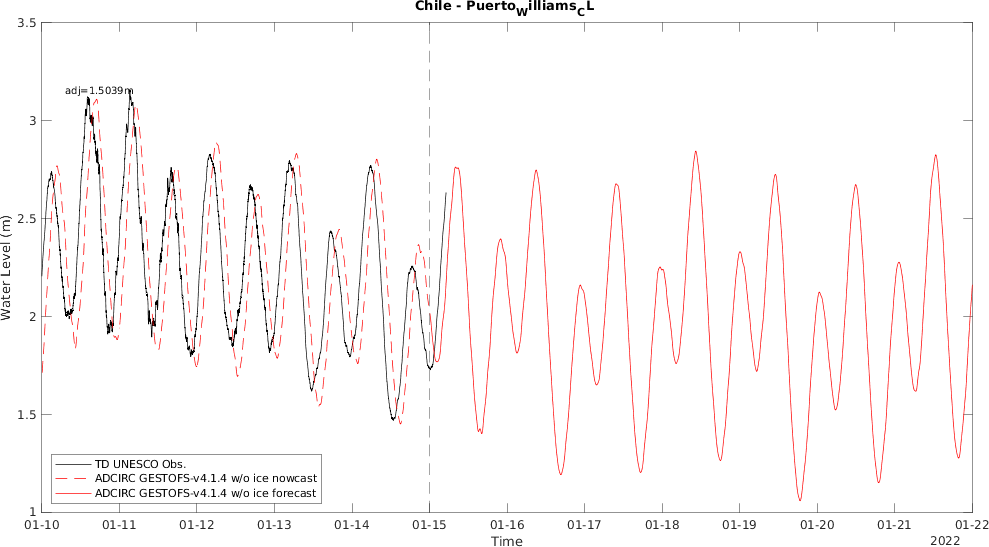 Chile - PuertoWilliamsCL
3.5
3
2.5
2
1.5
1
Water Level (m)
adj=1.5039m
TD UNESCO Obs.
ADCIRC GESTOFS-v4.1.4 w/o ice nowcast
ADCIRC GESTOFS-v4.1.4 w/o ice forecast
01-10 01-11 01-12 01-13 01-14 01-15 01-16 01-17 01-18 01-19 01-20 01-21 01-22
Time
2022